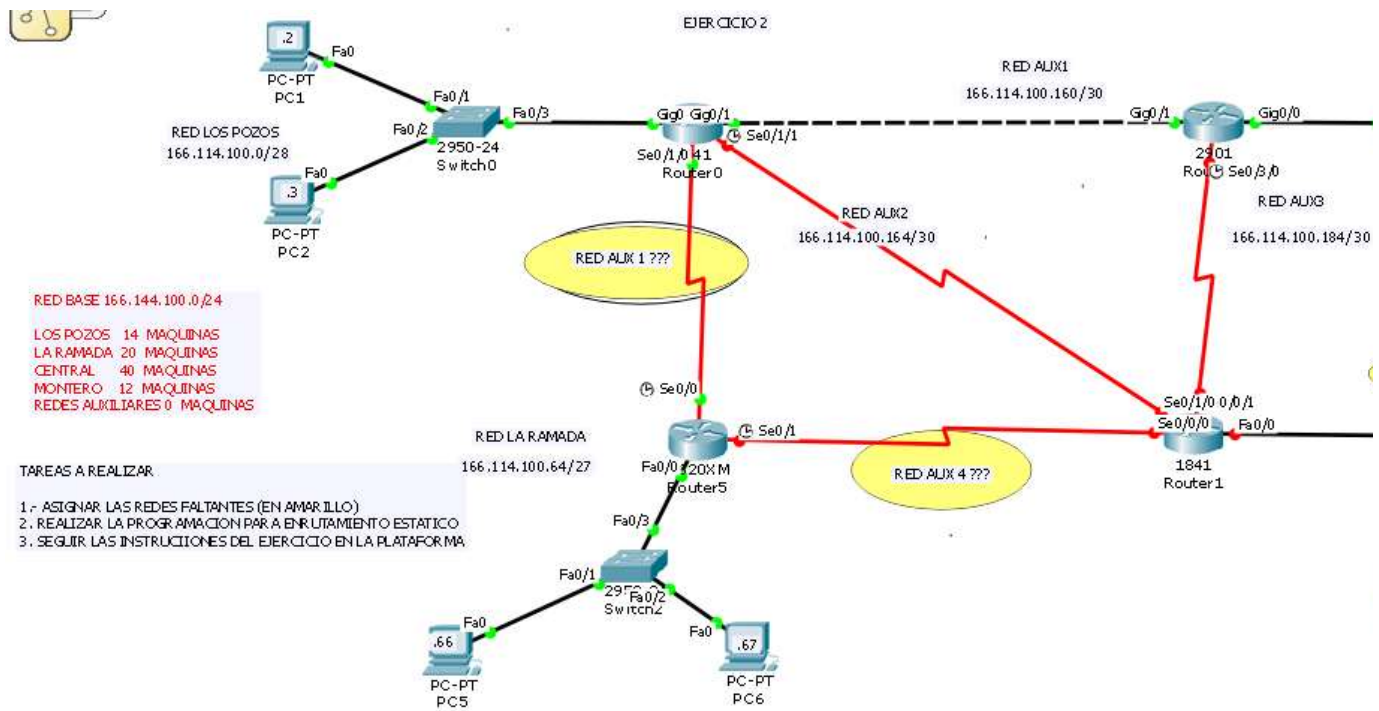 EJERCICIO 2
.2
Fa0
PC-PT
PC1
Fa0/1
Fa0/3
Fa0/2
RED LOS POZOS
166.114.100.0/28
2950-24
Switch0
Fa0
.3
PC-PT
PC2
Gig0
Gig0/1
Se0/1/1
Se0/1/0
41
Router0
RED AUX1
166.114.100.160/30
Gig0/1
Gig0/0
2901
Se0/3/0
RED AUX2
166.114.100.164/30
RED AUX3
166.114.100.184/30
RED AUX 1 ???
RED BASE 166.144.100.0/24
LOS POZOS 14 MAQUINAS
LA RAMADA 20 MAQUINAS
CENTRAL 40 MAQUINAS
MONTERO 12 MAQUINAS
REDES AUXILIARES 0 MAQUINAS
Se0/0
Se0/1
RED LA RAMADA
166.114.100.64/27
Fa0/0
20XM
Router5
RED AUX 4 ???
Se0/1/0
0/0/1
Se0/0/0
Fa0/0
1841
Router1
TAREAS A REALIZAR
1.- ASIGNAR LAS REDES FALTANTES (EN AMARILLO)
2. REALIZAR LA PROGRAMACION PARA ENRUTAMIENTO ESTATICO
3. SEGUIR LAS INSTRUCIIONES DEL EJERCICIO EN LA PLATAFORMA
Fa0/3
Fa0/1
Fa0/2
Switch2
Fa0
.66
PC-PT
PC5
Fa0
.67
PC-PT
PC6